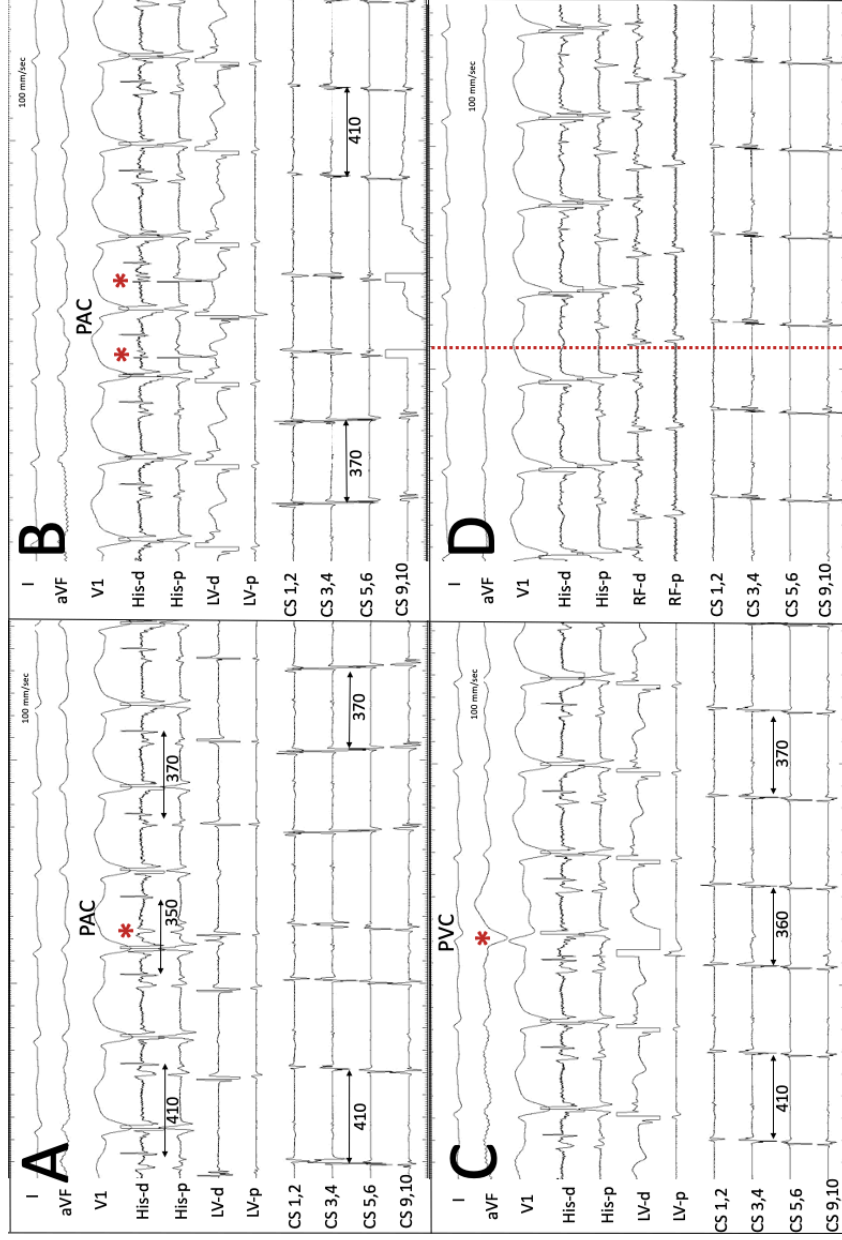 A
100 mm/sec
I
aVF
V1
PAC
*
His-d
410
350
370
His-p
LV-d
LV-p
CS 1,2
CS 3,4
410
370
CS 5,6
CS 9,10
B
100 mm/sec
I
aVF
V1
PAC
* *
His-d
His-p
LV-d
LV-p
CS 1,2
CS 3,4
370
410
CS 5,6
CS 9,10
C
PVC
100 mm/sec
I
aVF
*
V1
His-d
His-p
LV-d
LV-p
CS 1,2
CS 3,4
410
360
370
CS 5,6
CS 9,10
D
100 mm/sec
I
aVF
V1
His-d
His-p
RF-d
RF-p
CS 1,2
CS 3,4
CS 5,6
CS 9,10